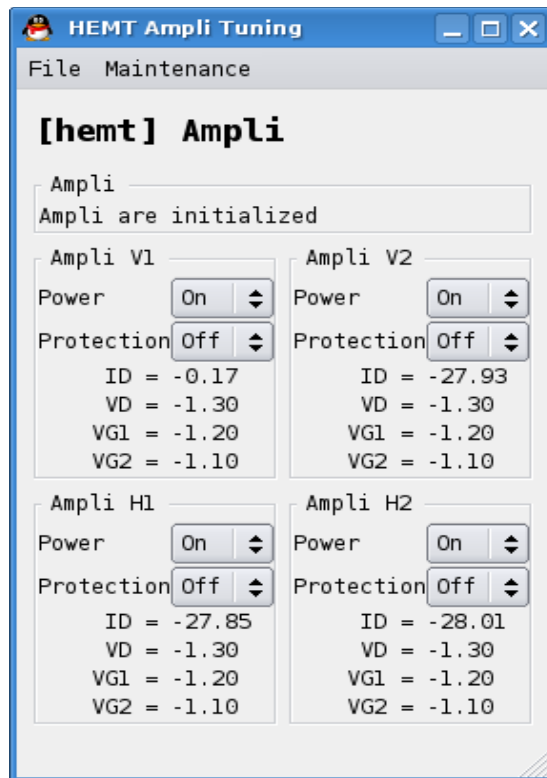 HEMT Ampli Tuning
File Maintenance
[hemt] Ampli
Ampli
Ampli are initialized
Ampli V1
Power On
Protection Off
ID = -0.17
VD = -1.30
VG1 = -1.20
VG2 = -1.10
Ampli V2
Power On
Protection Off
ID = -27.93
VD = -1.30
VG1 = -1.20
VG2 = -1.10
Ampli H1
Power On
Protection Off
ID = -27.85
VD = -1.30
VG1 = -1.20
VG2 = -1.10
Ampli H2
Power On
Protection Off
ID = -28.01
VD = -1.30
VG1 = -1.20
VG2 = -1.10